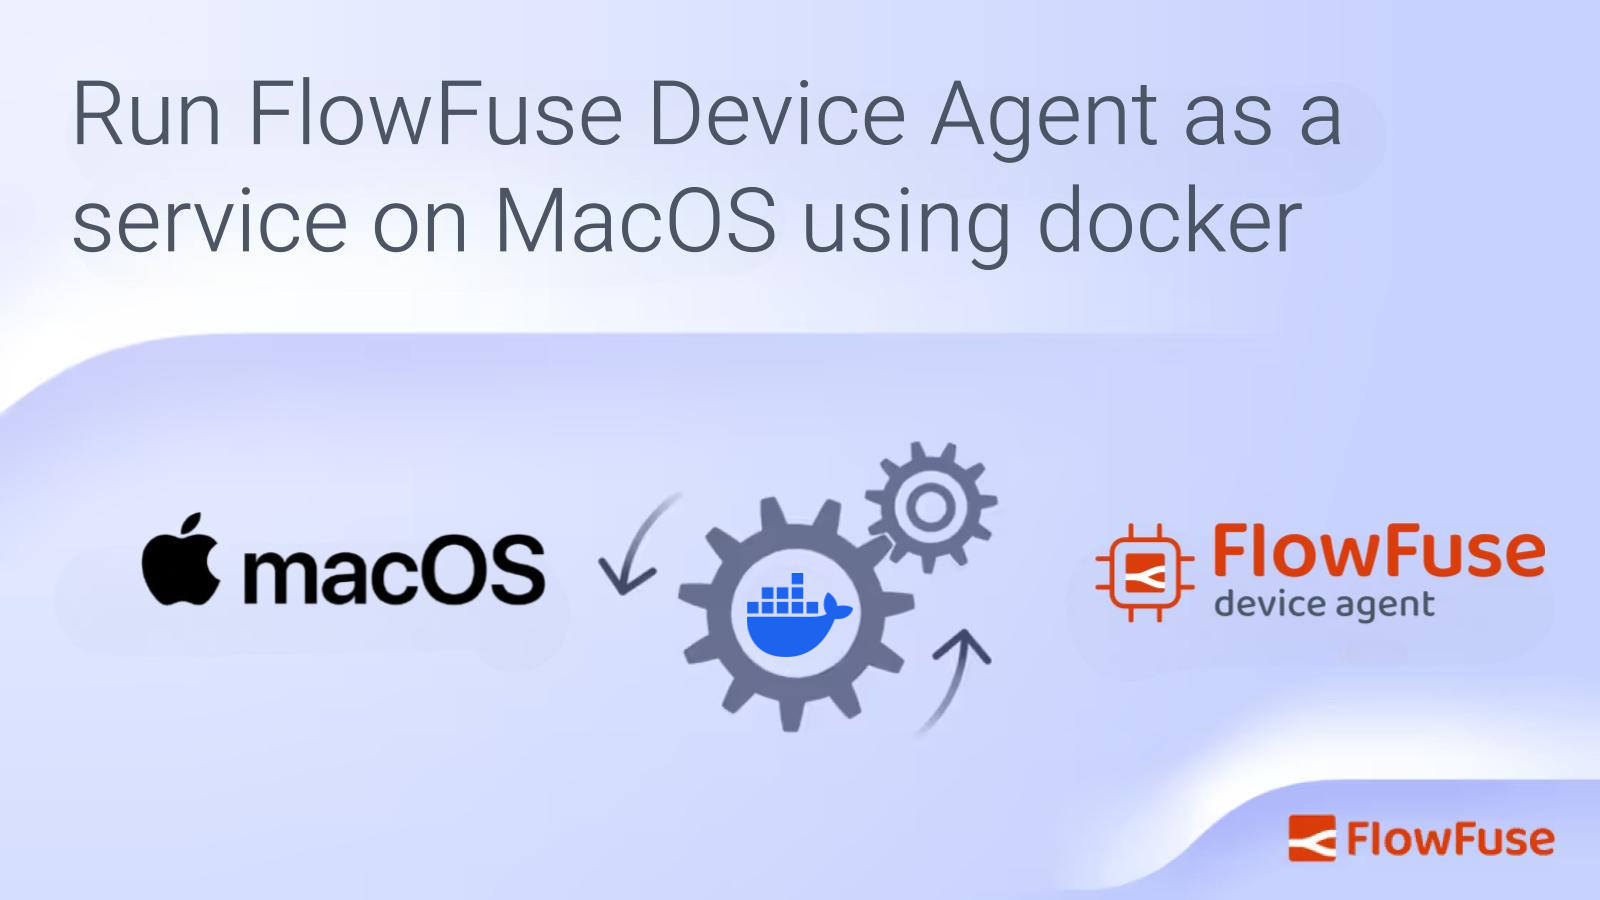 Run FlowFuse Device Agent as a
service on MacOS using docker
macOS
FlowFuse
device agent
FlowFuse